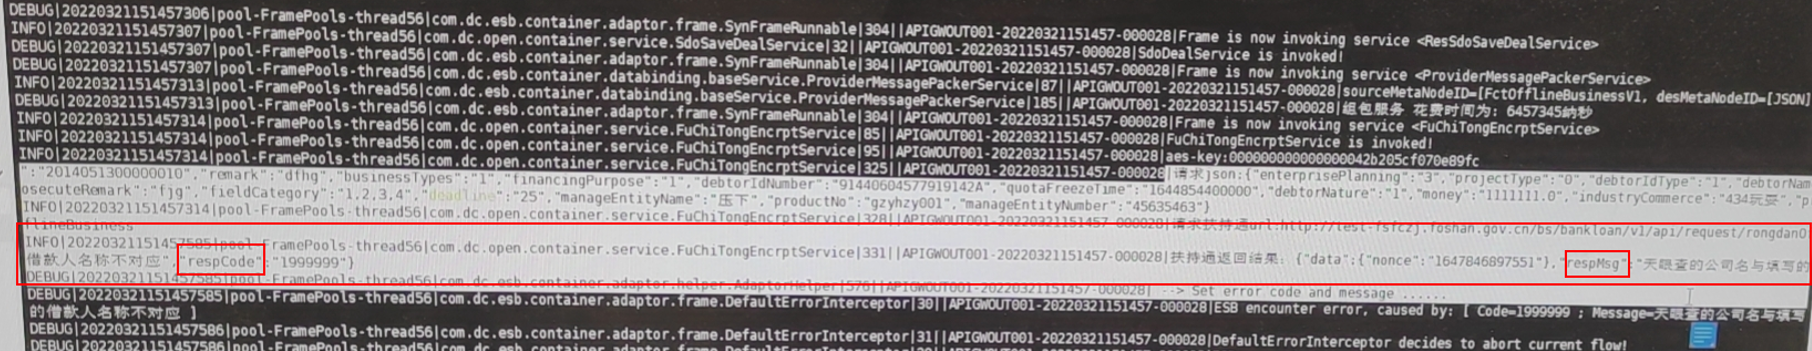 DEBUG|20220321151457306|pool-FramePools-thread56|com.dc.esb.container.adaptor.frame.SynFrameRunnable|304||APIGWOUT001-20220321151457-000028|Frame is now invoking service <ResSdoSaveDealService>
INFO|20220321151457307|pool-FramePools-thread56|com.dc.open.container.service.SdoSaveDealService|32||APIGWOUT001-20220321151457-000028|SdoDealService is invoked!
DEBUG|20220321151457307|pool-FramePools-thread56|com.dc.esb.container.adaptor.frame.SynFrameRunnable|304||APIGWOUT001-20220321151457-000028|Frame is now invoking service <ProviderMessagePackerService>
DEBUG|20220321151457307|pool-FramePools-thread56|com.dc.esb.container.databinding.baseService.ProviderMessagePackerService|87||APIGWOUT001-20220321151457-000028|sourceMetaNodeID=[FctOfflineBusinessV1, desMetaNodeID=[JSON]
INFO|20220321151457313|pool-FramePools-thread56|com.dc.esb.container.databinding.baseService.ProviderMessagePackerService|185||APIGWOUT001-20220321151457-000028|组包服务 花费时间为: 6457345纳秒
DEBUG|20220321151457313|pool-FramePools-thread56|com.dc.esb.container.adaptor.frame.SynFrameRunnable|304||APIGWOUT001-20220321151457-000028|Frame is now invoking service <FuChiTongEncrptService>
INFO|20220321151457314|pool-FramePools-thread56|com.dc.open.container.service.FuChiTongEncrptService|85||APIGWOUT001-20220321151457-000028|FuChiTongEncrptService is invoked!
INFO|20220321151457314|pool-FramePools-thread56|com.dc.open.container.service.FuChiTongEncrptService|95||APIGWOUT001-20220321151457-000028|aes-key:000000000000000042b205cf070e89fc
INFO|20220321151457314|pool-FramePools-thread56|com.dc.open.container.service.FuChiTongEncrptService|325||APIGWOUT001-20220321151457-000028|请求json:{"enterprisePlanning":"3","projectType":"0","debtorIdType":"1","debtorNam
":"2014051300000010","remark":"dfhg","businessTypes":"1","financingPurpose":"1","debtorIdNumber":"91440604577919142A","quotaFreezeTime":"1644854400000","debtorNature":"1","money":"1111111.0","industryCommerce":"434玩耍","p
osecuteRemark":"fjg","fieldCategory":"1,2,3,4","deadline":"25","manageEntityName":"压下","productNo":"gzyhzy001","manageEntityNumber":"45635463"}
INFO|20220321151457314|pool-FramePools-thread56|com.dc.open.container.service.FuChiTongEncrptService|328||APIGWOUT001-20220321151457-000028|请求扶持通url:http://test-fsfczj.foshan.gov.cn/bs/bankloan/v1/api/request/rongdanO
flineBusiness
INFO|20220321151457585|pool-FramePools-thread56|com.dc.open.container.service.FuChiTongEncrptService|331||APIGWOUT001-20220321151457-000028|扶持通返回结果: {"data":{"nonce":"1647846897551"},"respMsg":"天眼查的公司名与填写的
借款人名称不对应","respCode":"1999999"}
DEBUG|20220321151457585|pool-FramePools-thread56|com.dc.esb.container.adaptor.helper.AdaptorHelper|576||APIGWOUT001-20220321151457-000028| ---> Set error code and message ......
DEBUG|20220321151457585|pool-FramePools-thread56|com.dc.esb.container.adaptor.frame.DefaultErrorInterceptor|30||APIGWOUT001-20220321151457-000028|ESB encounter error, caused by: [ Code=1999999 ; Message=天眼查的公司名与填写
的借款人名称不对应 ]
DEBUG|20220321151457586|pool-FramePools-thread56|com.dc.esb.container.adaptor.frame.DefaultErrorInterceptor|31||APIGWOUT001-20220321151457-000028|DefaultErrorInterceptor decides to abort current flow!